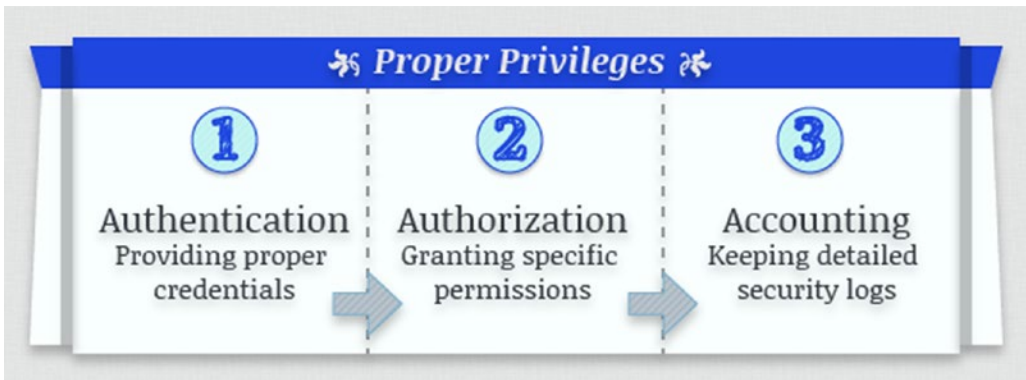 Proper Privileges
1
Authentication
Providing proper
credentials
2
Authorization
Granting specific
permissions
3
Accounting
Keeping detailed
security logs